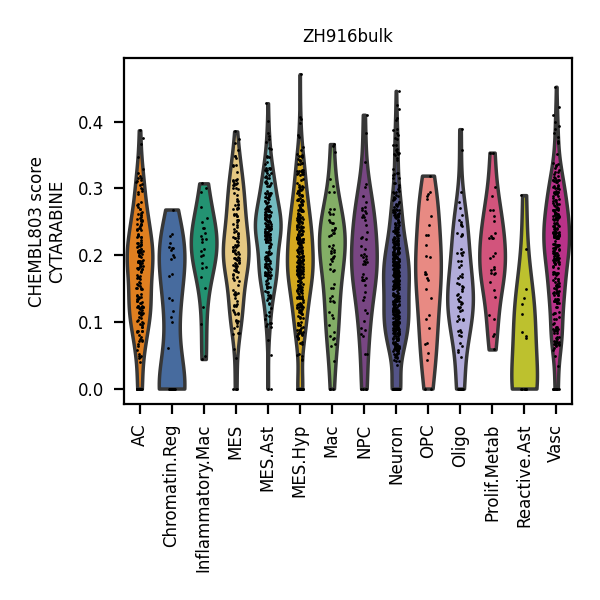 ZH916bulk
CHEMBL803 score
CYTARABINE
0.4
0.3
0.2
0.1
0.0
AC
Chromatin.Reg
Inflammatory.Mac
MES
MES.Ast
MES.Hyp
Mac
NPC
Neuron
OPC
Oligo
Prolif.Metab
Reactive.Ast
Vasc